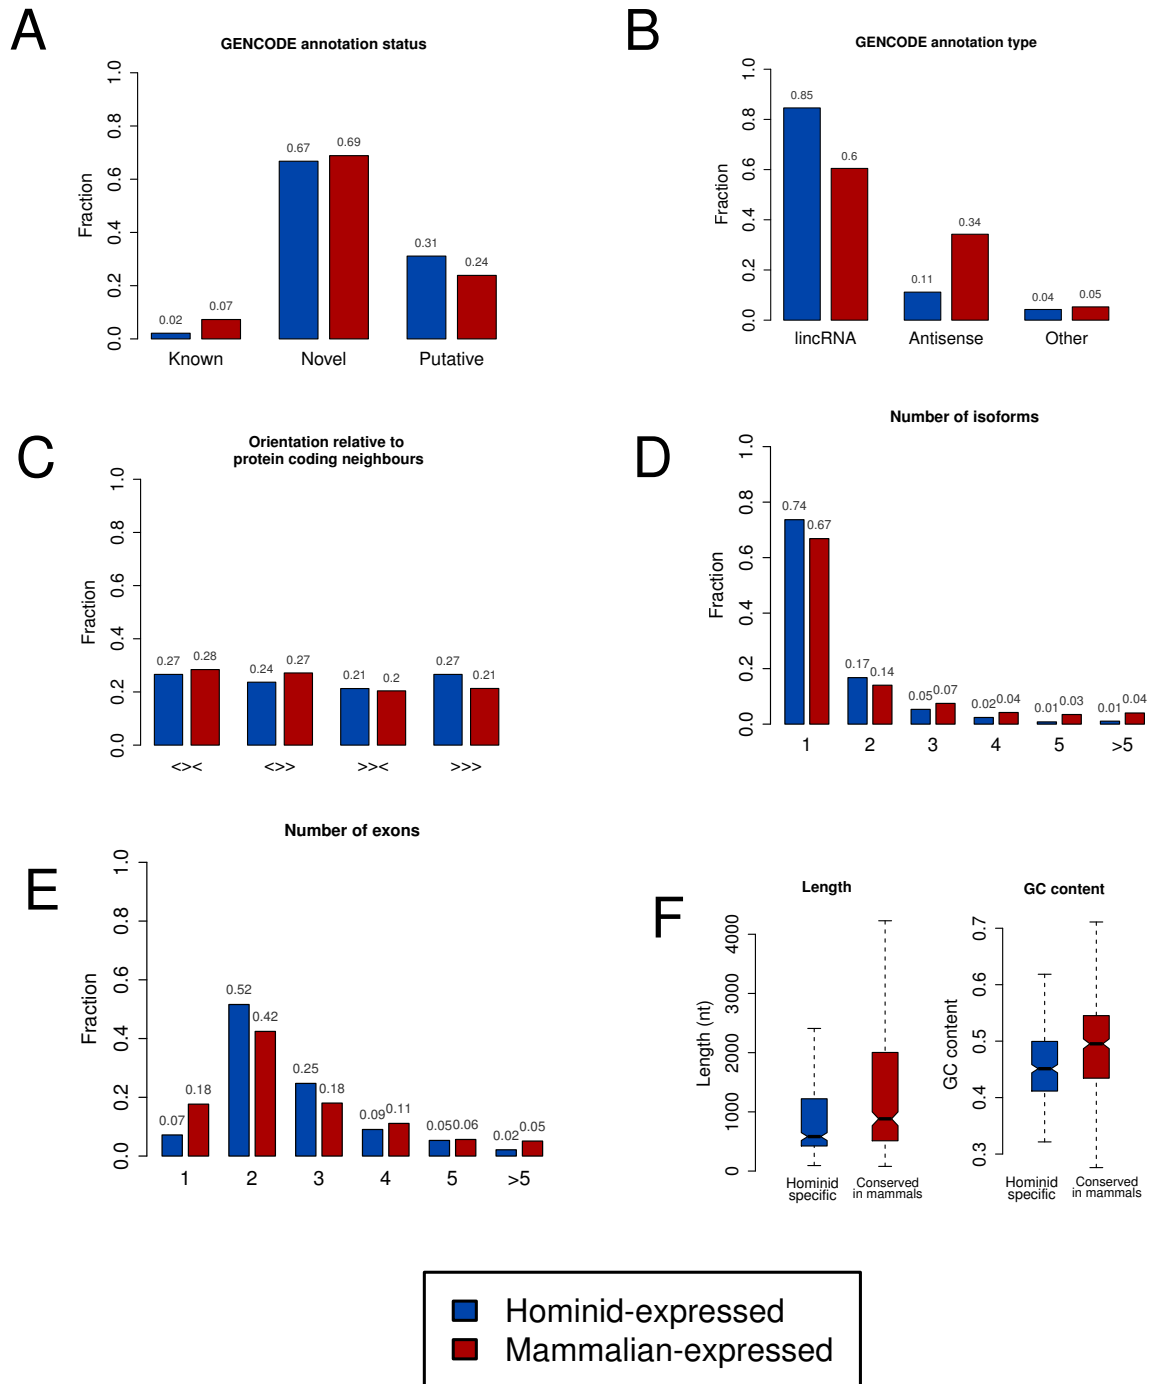 A
GENCODE annotation status
Fraction
0.0 0.2 0.4 0.6 0.8 1.0
0.02 0.07 0.67 0.69 0.31 0.24
Known Novel Putative
B
GENCODE annotation type
Fraction
0.0 0.2 0.4 0.6 0.8 1.0
0.85 0.6 0.11 0.34 0.04 0.05
lincRNA Antisense Other
C
Orientation relative to
protein coding neighbours
Fraction
0.0 0.2 0.4 0.6 0.8 1.0
0.27 0.28 0.24 0.27 0.21 0.2 0.27 0.21
<>< <>> >>< >>>
D
Number of isoforms
Fraction
0.0 0.2 0.4 0.6 0.8 1.0
0.74 0.67 0.17 0.14 0.05 0.07 0.02 0.04 0.01 0.03 0.01 0.04
1 2 3 4 5 >5
E
Number of exons
Fraction
0.0 0.2 0.4 0.6 0.8 1.0
0.07 0.18 0.52 0.42 0.25 0.18 0.09 0.11 0.05 0.06 0.02 0.05
1 2 3 4 5 >5
F
Length
Length (nt)
0 1000 2000 3000 4000
Hominid Conserved
specific in mammals
GC content
GC content
0.3 0.4 0.5 0.6 0.7
Hominid Conserved
specific in mammals
Hominid-expressed
Mammalian-expressed